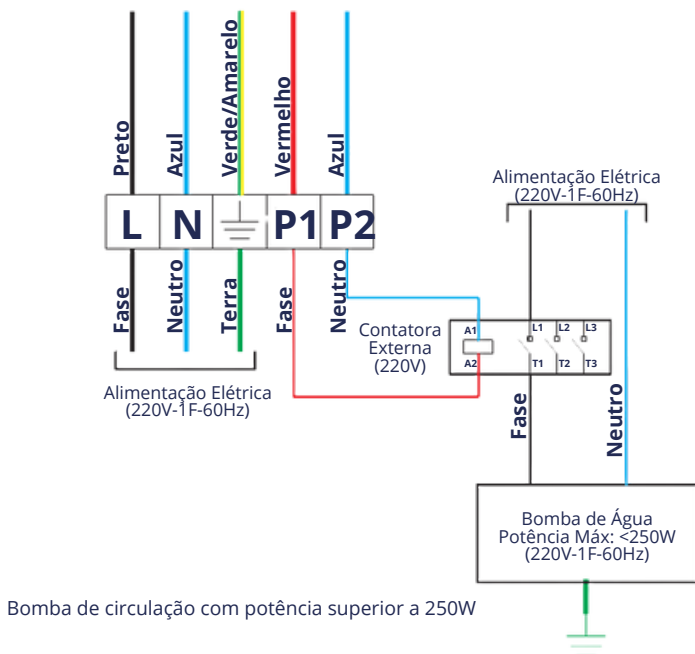 Preto
Azul
Verde/Amarelo
Vermelho
Azul
L N P1 P2
Fase
Neutro
Terra
Fase
Neutro
Alimentação Elétrica
(220V-1F-60Hz)
Alimentação Elétrica
(220V-1F-60Hz)
Contatora
Externa
(220V)
A1 L1 L2 L3
A2 T1 T2 T3
Fase
Neutro
Bomba de Água
Potência Máx: <250W
(220V-1F-60Hz)
Bomba de circulação com potência superior a 250W